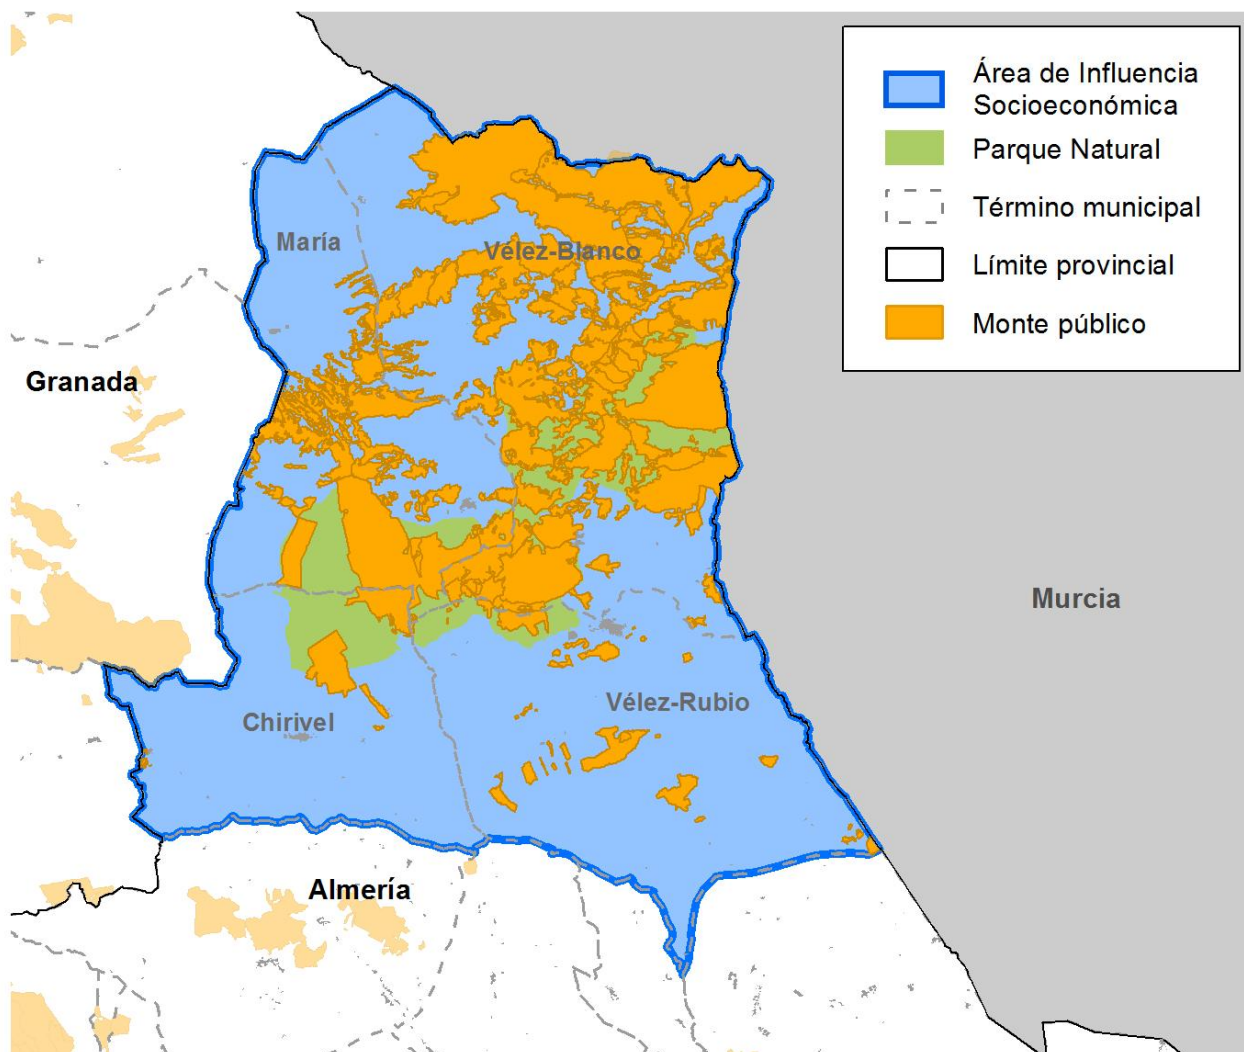 Área de Influencia
Socioeconómica
Parque Natural
Término municipal
Límite provincial
Monte público
María
Vélez-Blanco
Granada
Murcia
Vélez-Rubio
Chirivel
Almería